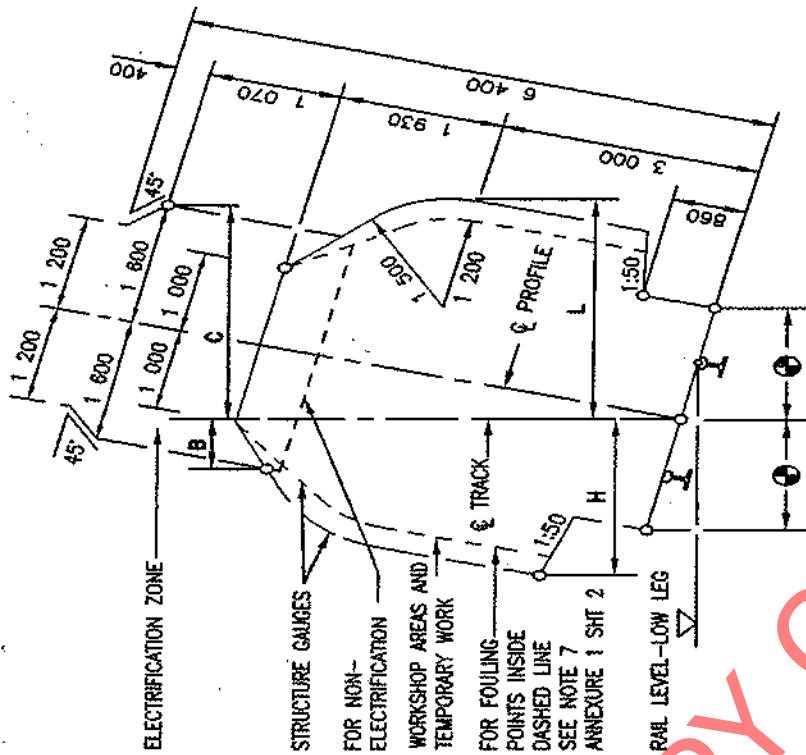 400
45°
1 200
1 200
1 600
1 600
1 000
1 000
45°
1 070
1 930
3 000
6 400
860
C
B
ELECTRIFICATION ZONE
STRUCTURE GAUGES
FOR NON-
ELECTRIFICATION
WORKSHOP AREAS AND
TEMPORARY WORK
FOR FOULING
POINTS INSIDE
DASHED LINE
SEE NOTE 7
ANNEXURE 1 SHT 2
RAIL LEVEL-LOW LEG
1 500
1 200
℄ PROFILE
℄ TRACK
L
H
1:50
1:50
PY